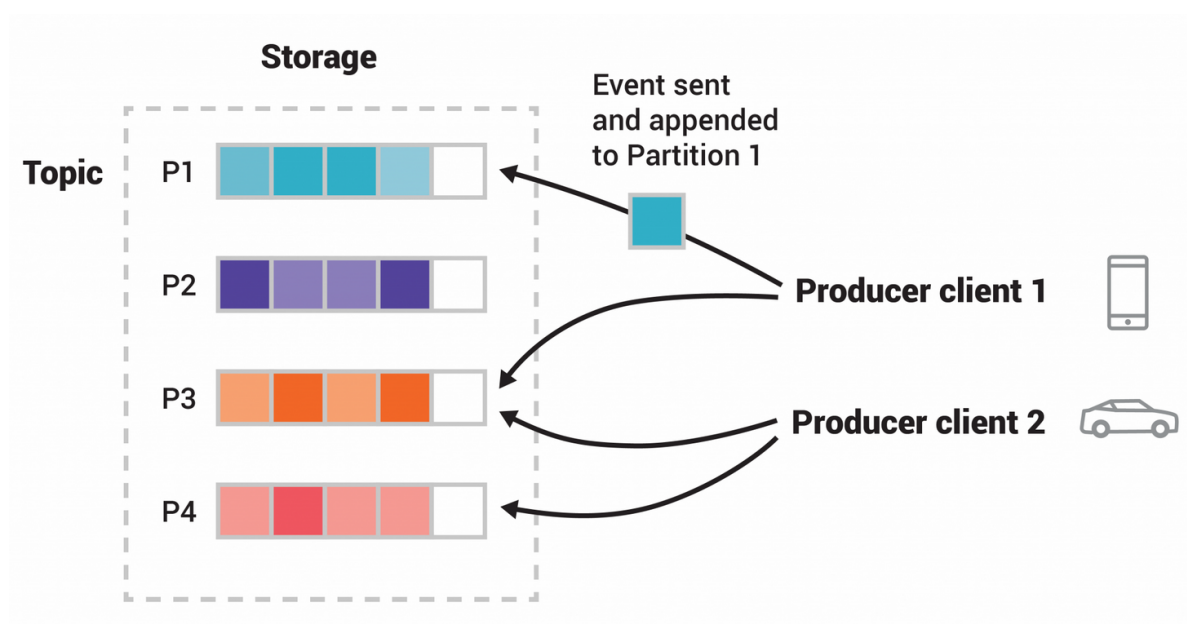 Storage
Event sent
and appended
to Partition 1
Topic
P1
P2
Producer client 1
P3
Producer client 2
P4